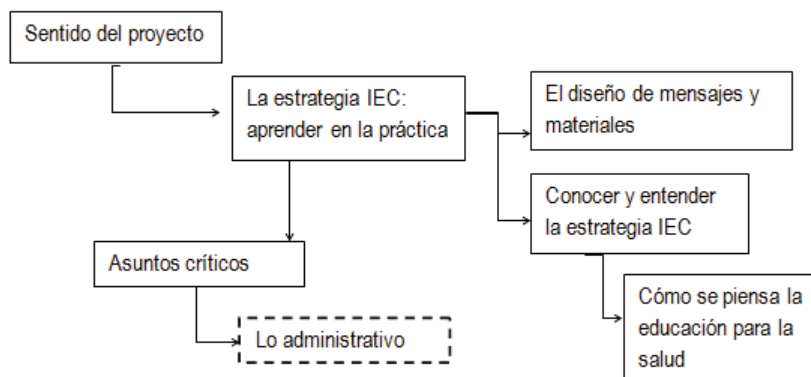 Sentido del proyecto
La estrategia IEC:
aprender en la práctica
El diseño de mensajes y
materiales
Conocer y entender
la estrategia IEC
Asuntos críticos
Cómo se piensa la
educación para la
salud
Lo administrativo